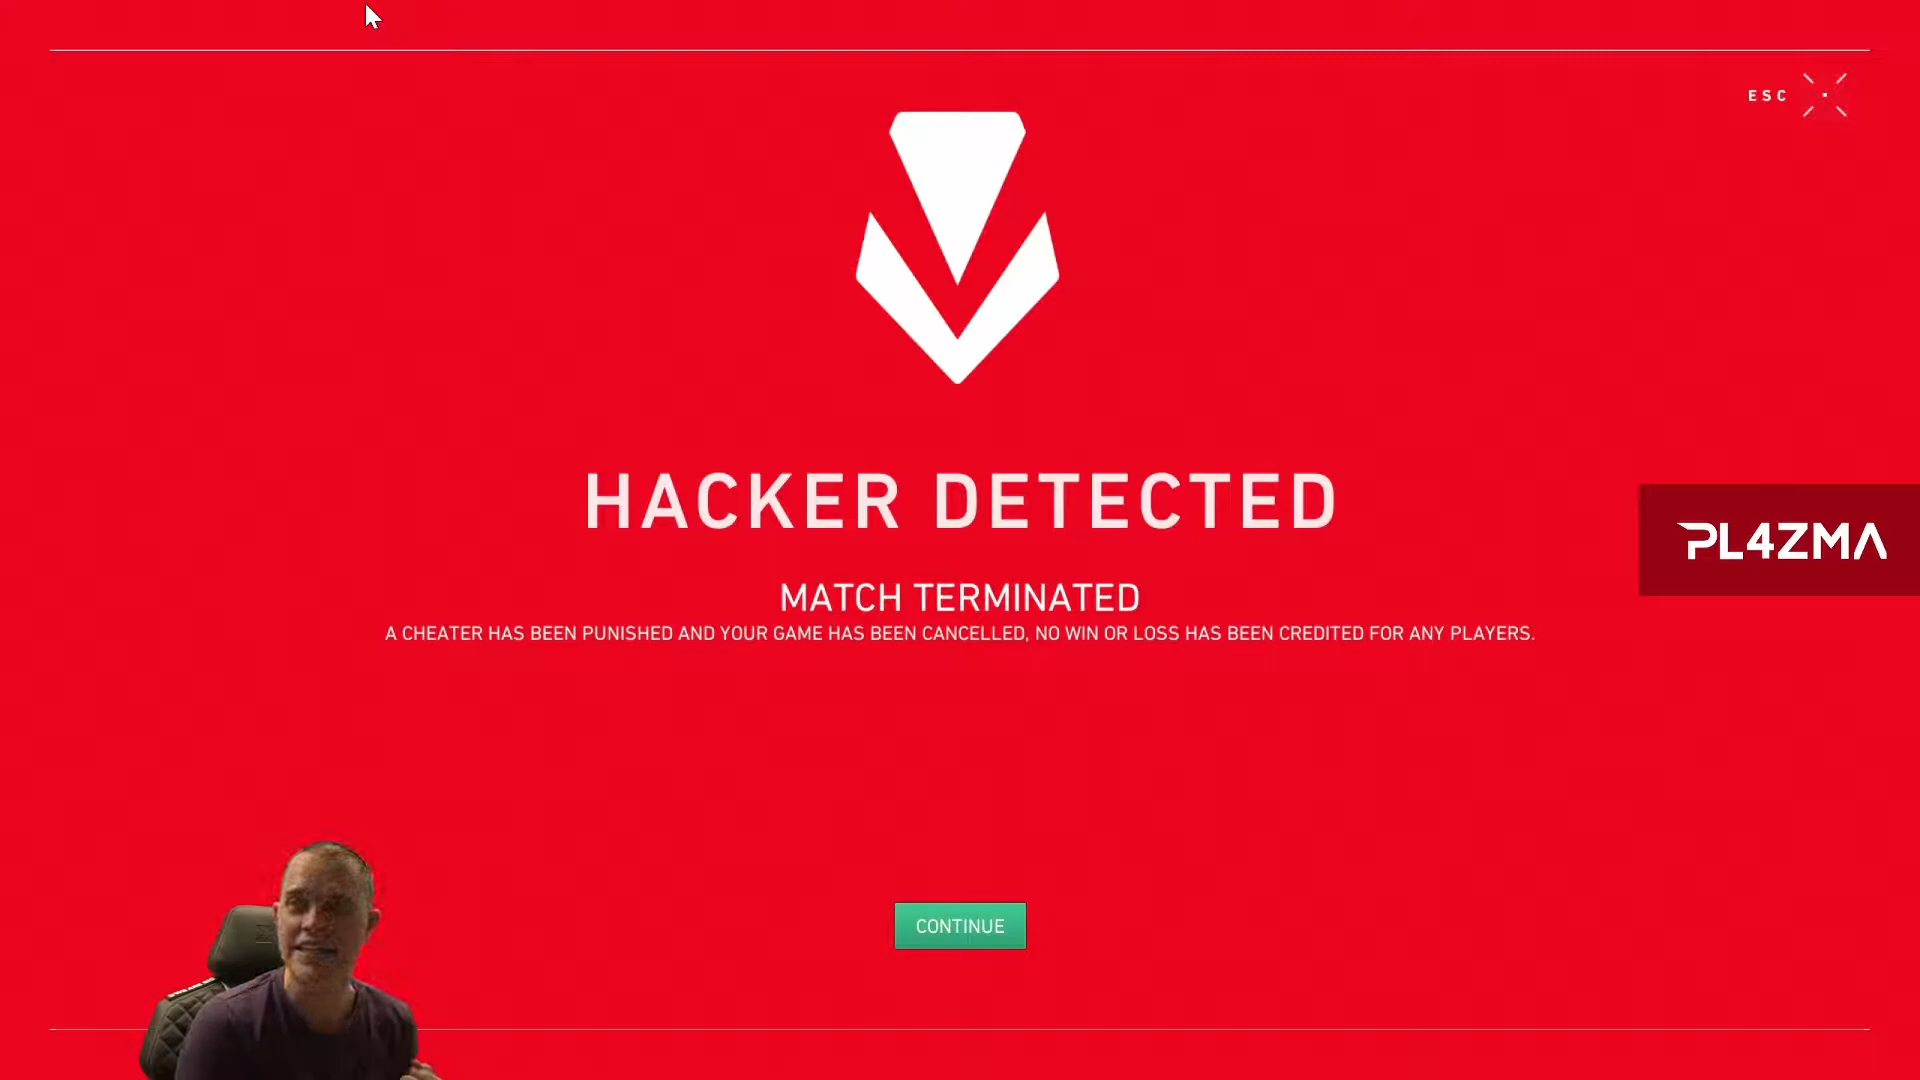 ESC
HACKER DETECTED
PL4ZMA
MATCH TERMINATED
A CHEATER HAS BEEN PUNISHED AND YOUR GAME HAS BEEN CANCELLED, NO WIN OR LOSS HAS BEEN CREDITED FOR ANY PLAYERS.
CONTINUE